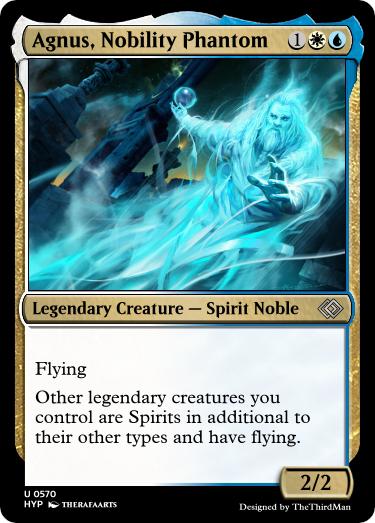 Agnus, Nobility Phantom 1
Legendary Creature — Spirit Noble
Flying
Other legendary creatures you
control are Spirits in additional to
their other types and have flying.
2/2
U 0570
HYP THERAFAARTS
Designed by TheThirdMan